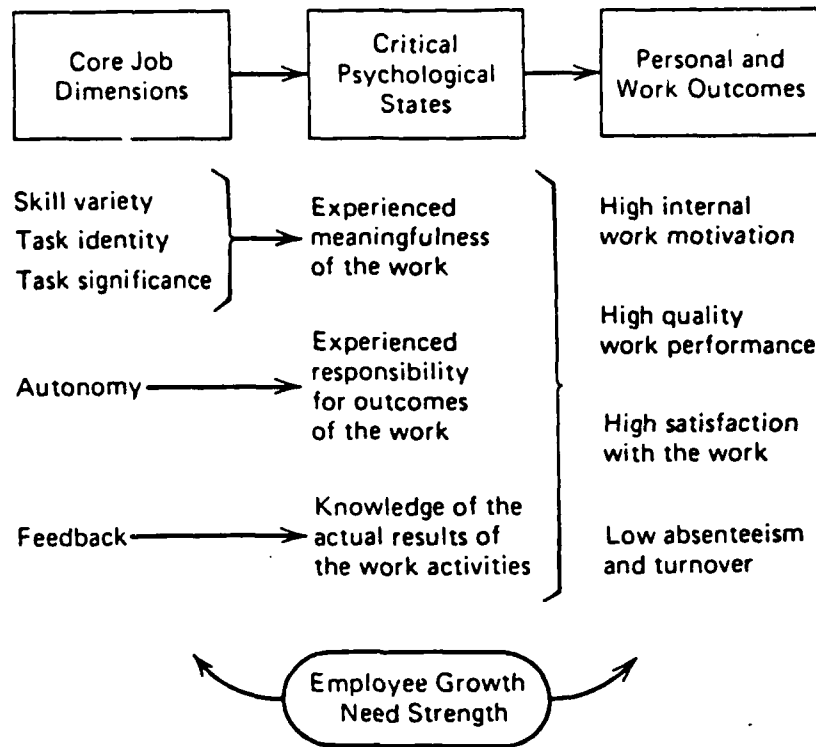 Core Job
Dimensions
Critical
Psychological
States
Personal and
Work Outcomes
Skill variety
Task identity
Task significance
Experienced
meaningfulness
of the work
High internal
work motivation
High quality
work performance
Autonomy
Experienced
responsibility
for outcomes
of the work
High satisfaction
with the work
Feedback
Knowledge of the
actual results of
the work activities
Low absenteeism
and turnover
Employee Growth
Need Strength